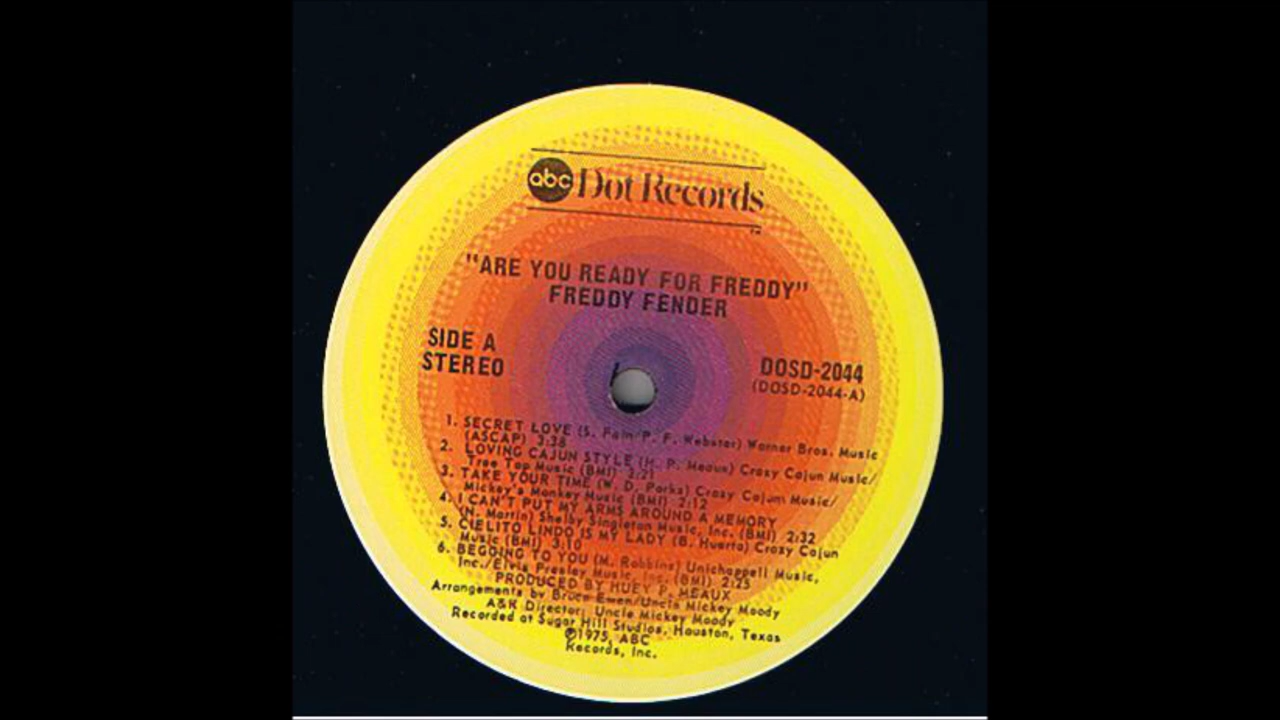 abc Dot Records
TM
"ARE YOU READY FOR FREDDY"
FREDDY FENDER
SIDE A
STEREO
DOSD-2044
(DOSD-2044-A)
1. SECRET LOVE (S. Fain/P. F. Webster) Warner Bros. Music
(ASCAP) 3:38
2. LOVING CAJUN STYLE (H. P. Meaux) Crazy Cajun Music/
Tree Top Music (BMI) 2:21
3. TAKE YOUR TIME (W. D. Parks) Crazy Cajun Music/
Mickey's Monkey Music (BMI) 2:12
4. I CAN'T PUT MY ARMS AROUND A MEMORY
(N. Martin) Shelby Singleton Music, Inc. (BMI) 2:32
5. CIELITO LINDO IS MY LADY (B. Huerta) Crazy Cajun
Music (BMI) 3:10
6. BEGGING TO YOU (M. Robbins) Unichappell Music,
Inc./Elvis Presley Music, Inc. (BMI) 2:25
PRODUCED BY HUEY P. MEAUX
Arrangements by Bruce Ewen/Uncle Mickey Moody
A&R Director: Uncle Mickey Moody
Recorded at Sugar Hill Studios, Houston, Texas
℗1975, ABC
Records, Inc.